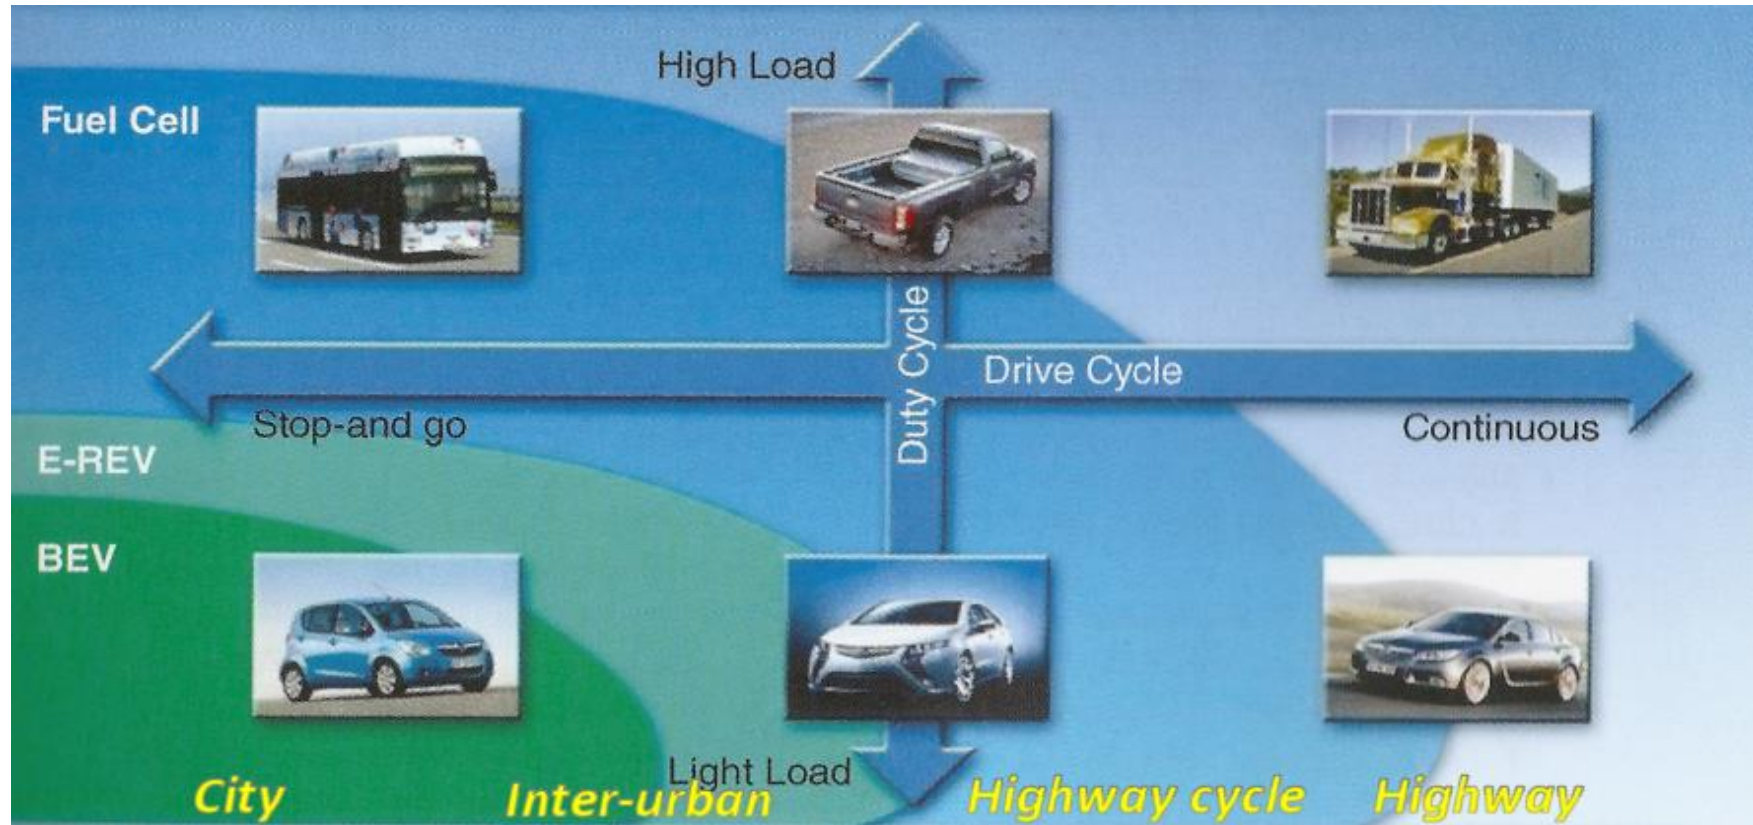 High Load
Fuel Cell
Duty Cycle
Drive Cycle
Stop-and go
Continuous
E-REV
BEV
Light Load
City
Inter-urban
Highway cycle
Highway